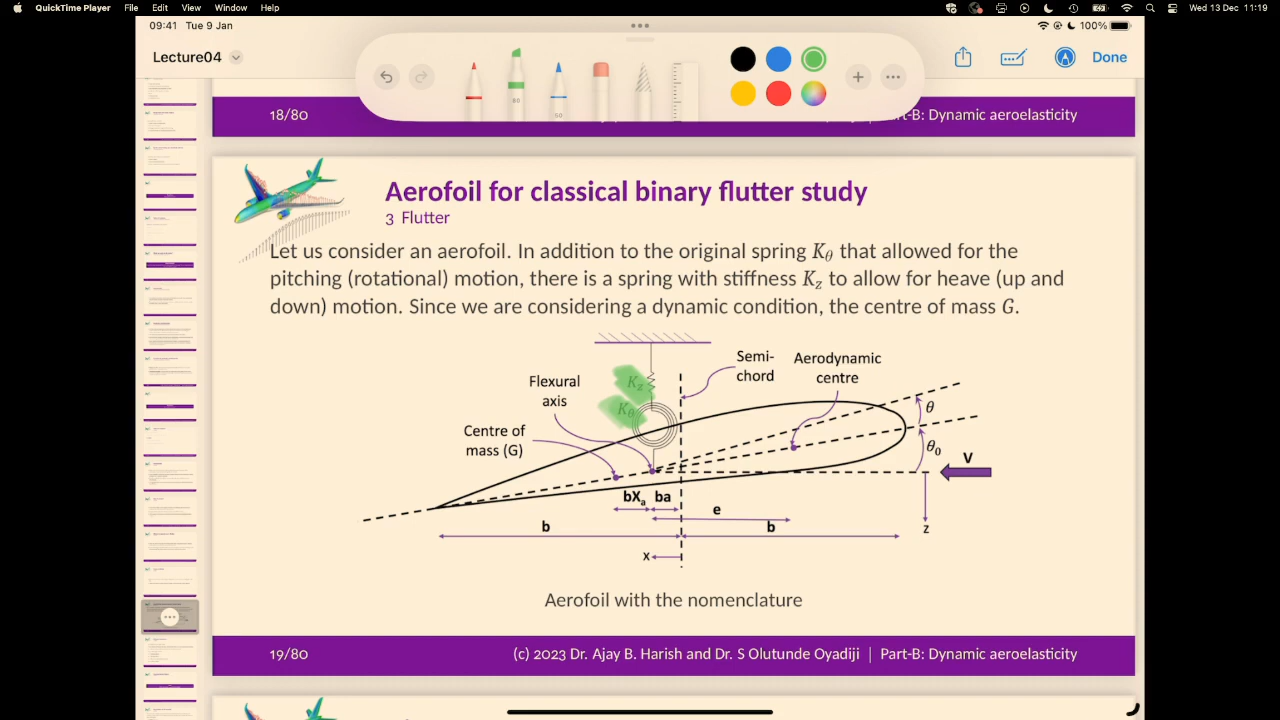 QuickTime Player File Edit View Window Help
Wed 13 Dec 11:19
09:41 Tue 9 Jan
100%
Lecture04
Done
80
50
18/80
rt-B: Dynamic aeroelasticity
Aerofoil for classical binary flutter study
3 Flutter
Let us consider an aerofoil. In addition to the original spring Kθ that allowed for the
pitching (rotational) motion, there is a spring with stiffness Kz to allow for heave (up and
down) motion. Since we are considering a dynamic condition, the centre of mass G.
Semi-
chord
Aerodynamic
centre
Flexural
axis
Kz
Kθ
Centre of
mass (G)
θ
θ0
V
bXa
ba
e
b
b
z
x
Aerofoil with the nomenclature
19/80
(c) 2023 Dr. Ajay B. Harish and Dr. S Olutunde Oyadiji | Part-B: Dynamic aeroelasticity